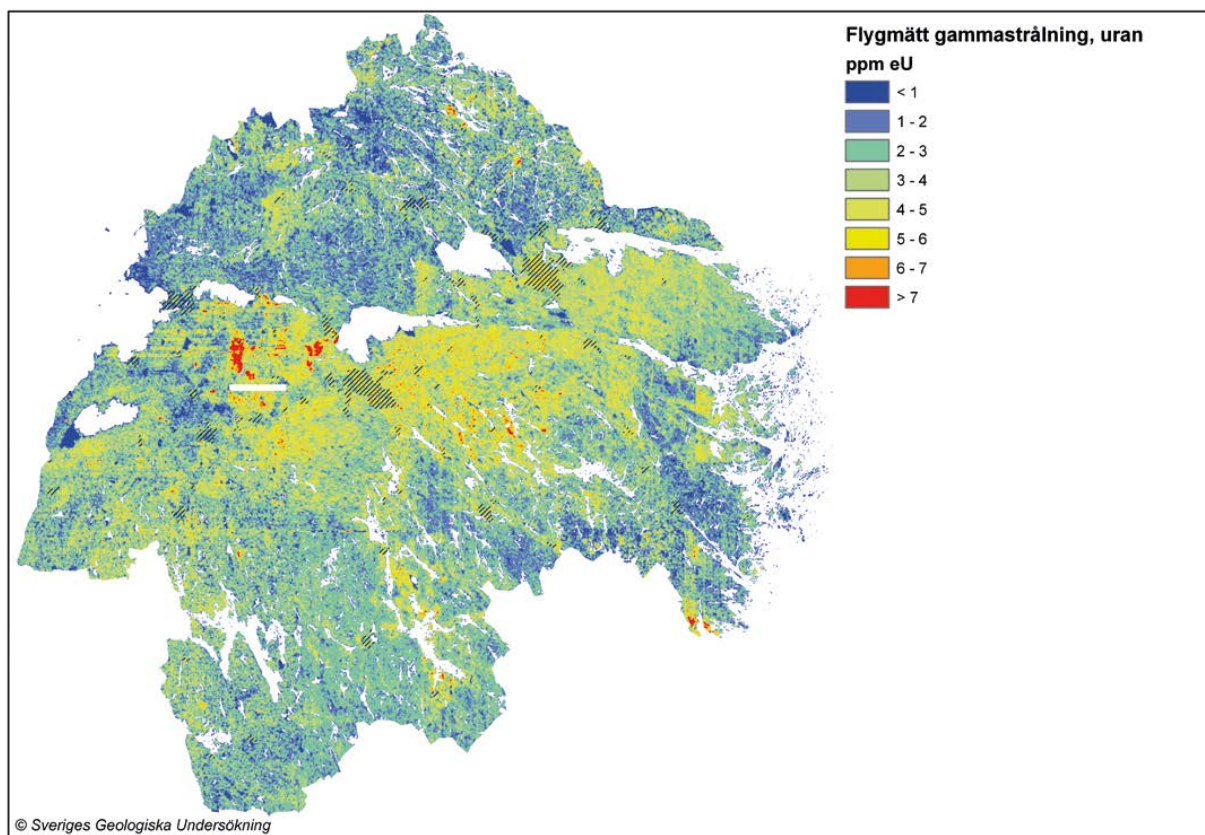 Flygmätt gammastrålning, uran
ppm eU
< 1
1 - 2
2 - 3
3 - 4
4 - 5
5 - 6
6 - 7
> 7
© Sveriges Geologiska Undersökning